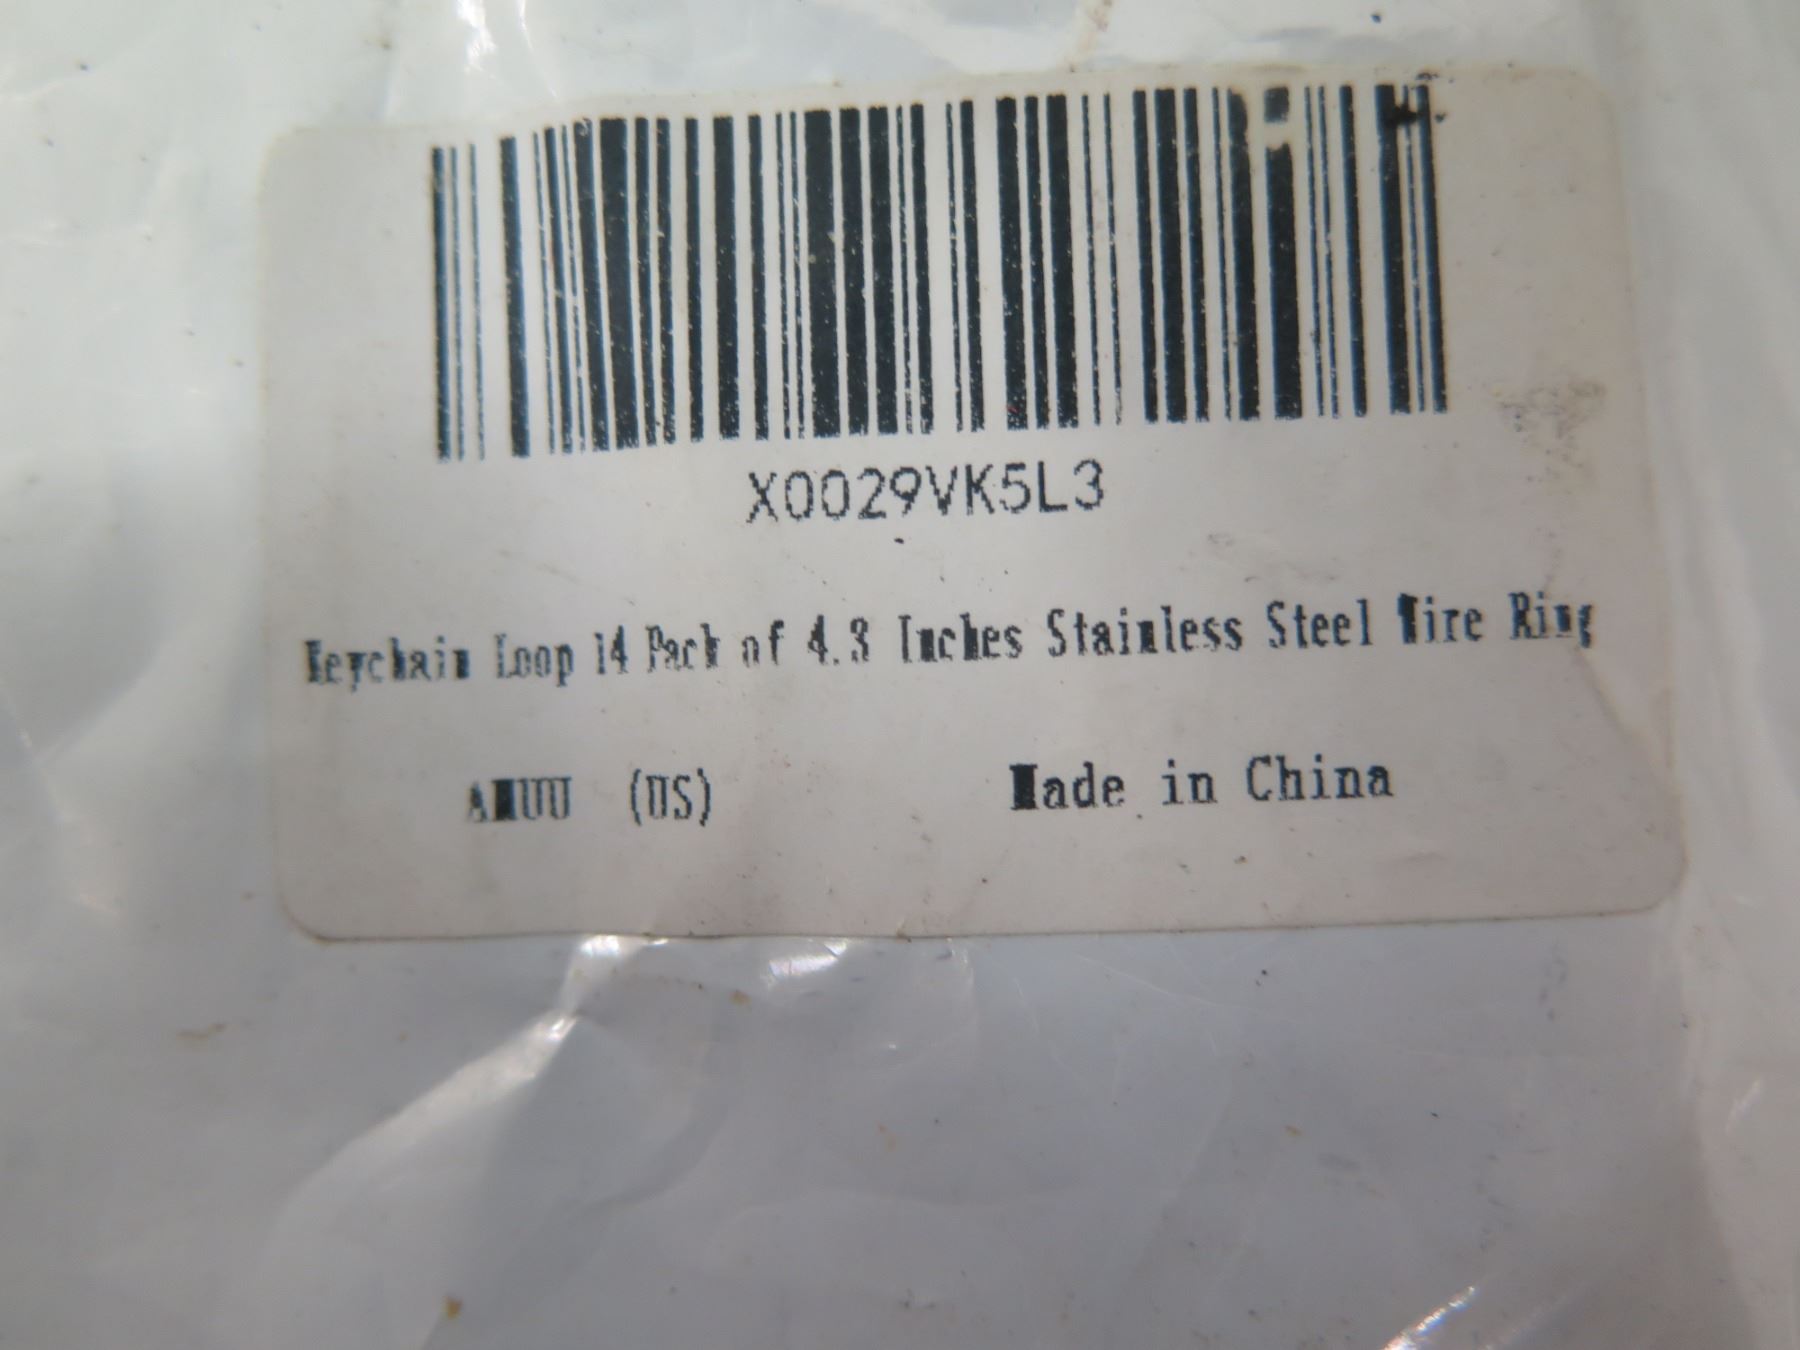 X0029VK5L3
Keychain Loop 14 Pack of 4.3 Inches Stainless Steel Wire Ring
AMUU (US) Made in China